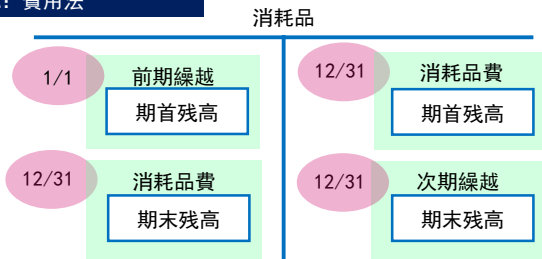 費用法
消耗品
1/1 前期繰越
期首残高
12/31 消耗品費
期首残高
12/31 消耗品費
期末残高
12/31 次期繰越
期末残高